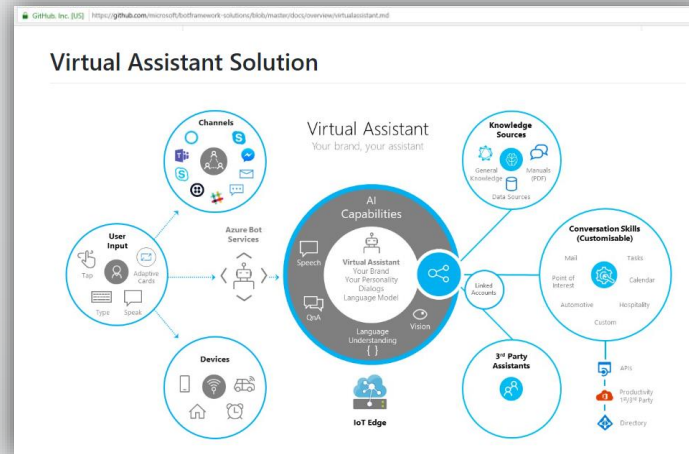 GitHub, Inc. [US]
https://github.com/microsoft/botframework-solutions/blob/master/docs/overview/virtualassistant.md
Virtual Assistant Solution
Channels
Virtual Assistant
Your brand, your assistant
Knowledge
Sources
General
Knowledge
Manuals
(PDF)
Data Sources
User
Input
Tap
Adaptive
Cards
Type
Speak
Azure Bot
Services
AI
Capabilities
Speech
Virtual Assistant
Your Brand
Your Personality
Dialogs
Language Model
QnA
Vision
Language
Understanding
{ }
Linked
Accounts
Conversation Skills
(Customisable)
Mail
Tasks
Point of
Interest
Calendar
Automotive
Hospitality
Custom
Devices
IoT Edge
3rd Party
Assistants
APIs
Productivity
1st/3rd Party
Directory